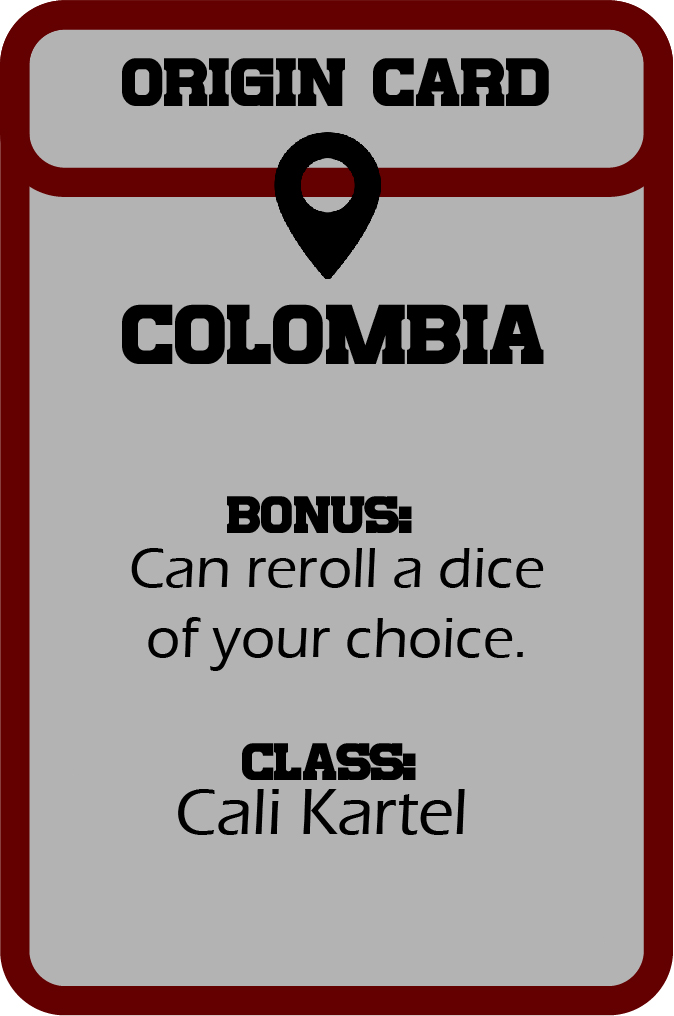 ORIGIN CARD
COLOMBIA
BONUS:
Can reroll a dice
of your choice.
CLASS:
Cali Kartel